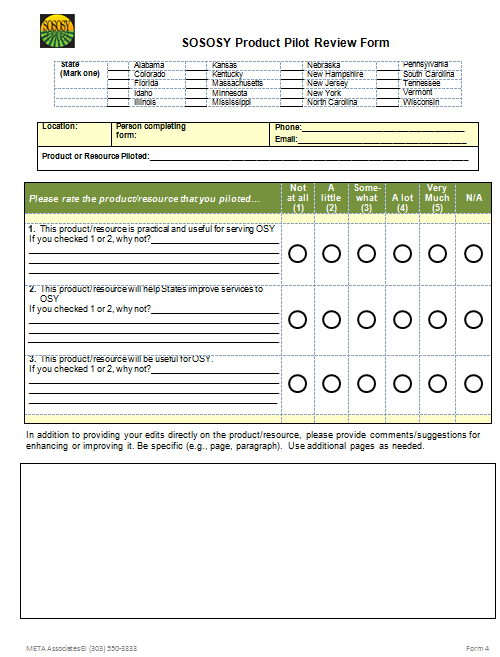 SOSOSY
SOSOSY Product Pilot Review Form
State Alabama Kansas Nebraska Pennsylvania
(Mark one) Colorado Kentucky New Hampshire South Carolina
Florida Massachusetts New Jersey Tennessee
Idaho Minnesota New York Vermont
Illinois Mississippi North Carolina Wisconsin
Location: Person completing Phone:
form: Email:
Product or Resource Piloted:
Please rate the product/resource that you piloted… Not at all (1) A little (2) Some-what (3) A lot (4) Very Much (5) N/A
1. This product/resource is practical and useful for serving OSY
If you checked 1 or 2, why not?
2. This product/resource will help States improve services to
OSY
If you checked 1 or 2, why not?
3. This product/resource will be useful for OSY.
If you checked 1 or 2, why not?
In addition to providing your edits directly on the product/resource, please provide comments/suggestions for
enhancing or improving it. Be specific (e.g., page, paragraph). Use additional pages as needed.
META Associates© (303) 550-3333 Form 4